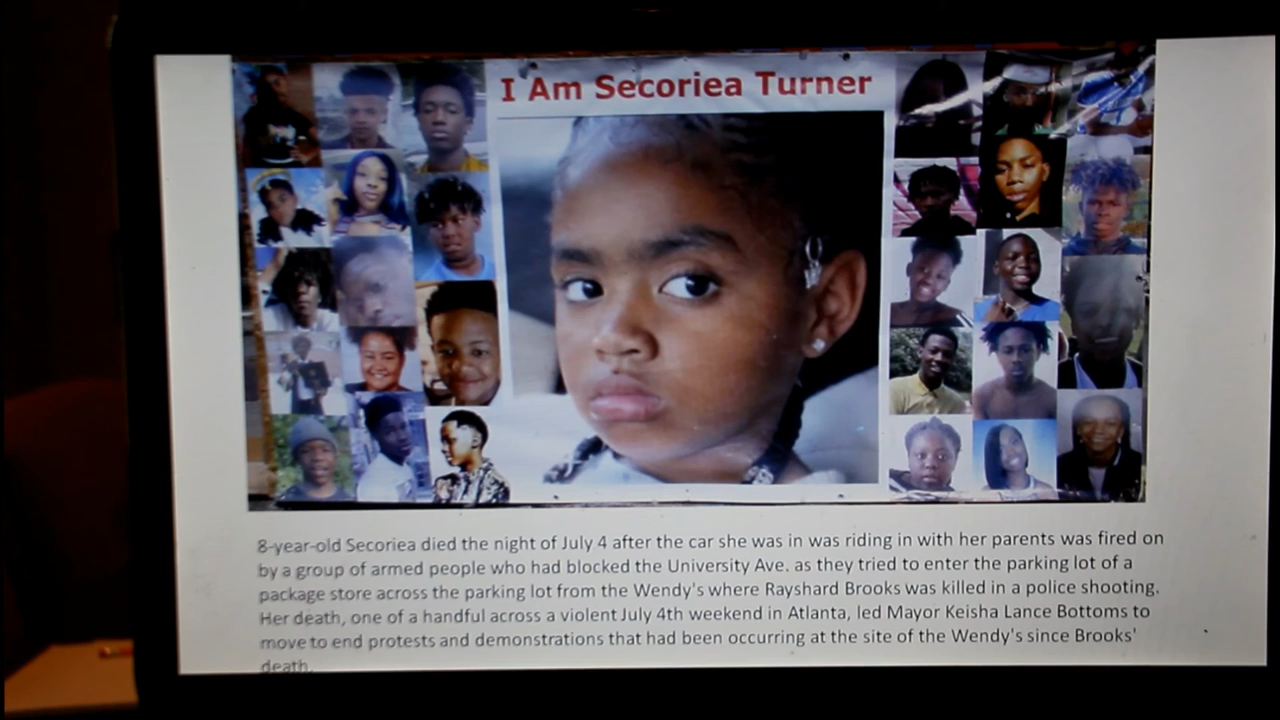 I Am Secoriea Turner
8-year-old Secoriea died the night of July 4 after the car she was in was riding in with her parents was fired on
by a group of armed people who had blocked the University Ave. as they tried to enter the parking lot of a
package store across the parking lot from the Wendy's where Rayshard Brooks was killed in a police shooting.
Her death, one of a handful across a violent July 4th weekend in Atlanta, led Mayor Keisha Lance Bottoms to
move to end protests and demonstrations that had been occurring at the site of the Wendy's since Brooks'
death.